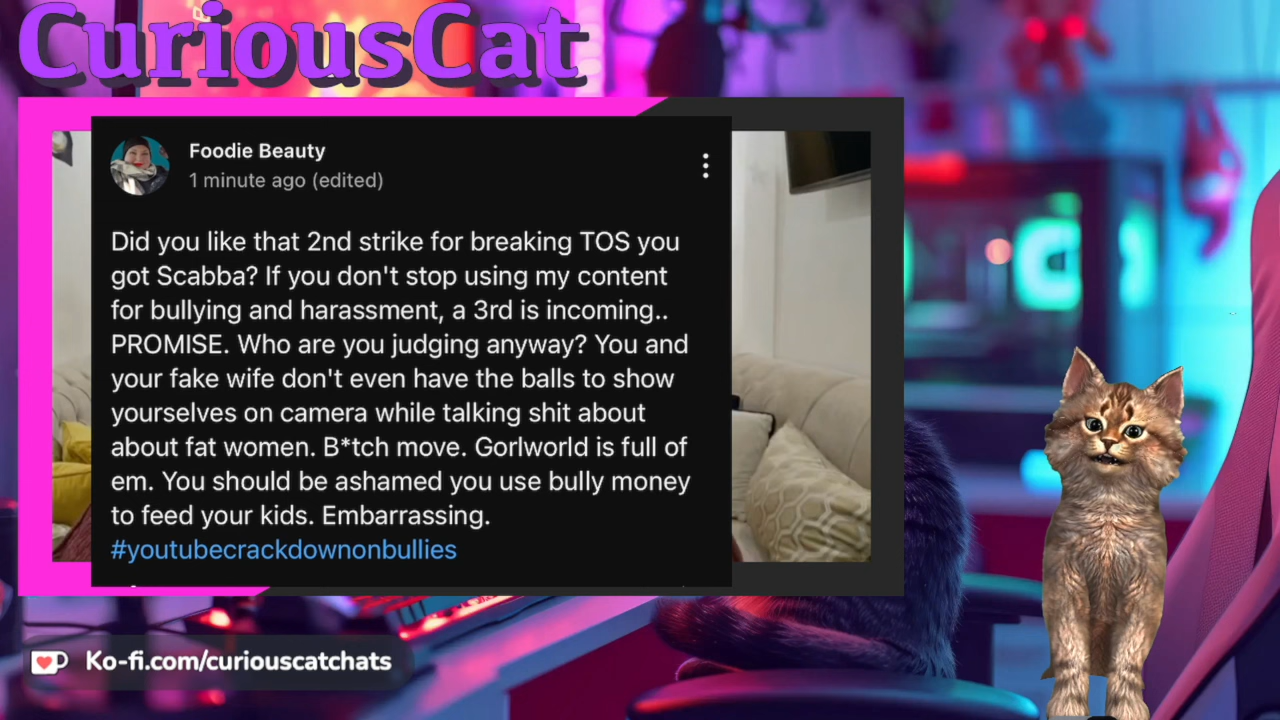 CuriousCat
Foodie Beauty
1 minute ago (edited)
Did you like that 2nd strike for breaking TOS you
got Scabba? If you don't stop using my content
for bullying and harassment, a 3rd is incoming..
PROMISE. Who are you judging anyway? You and
your fake wife don't even have the balls to show
yourselves on camera while talking shit about
about fat women. B*tch move. Gorlworld is full of
em. You should be ashamed you use bully money
to feed your kids. Embarrassing.
#youtubecrackdownonbullies
Ko-fi.com/curiouscatchats